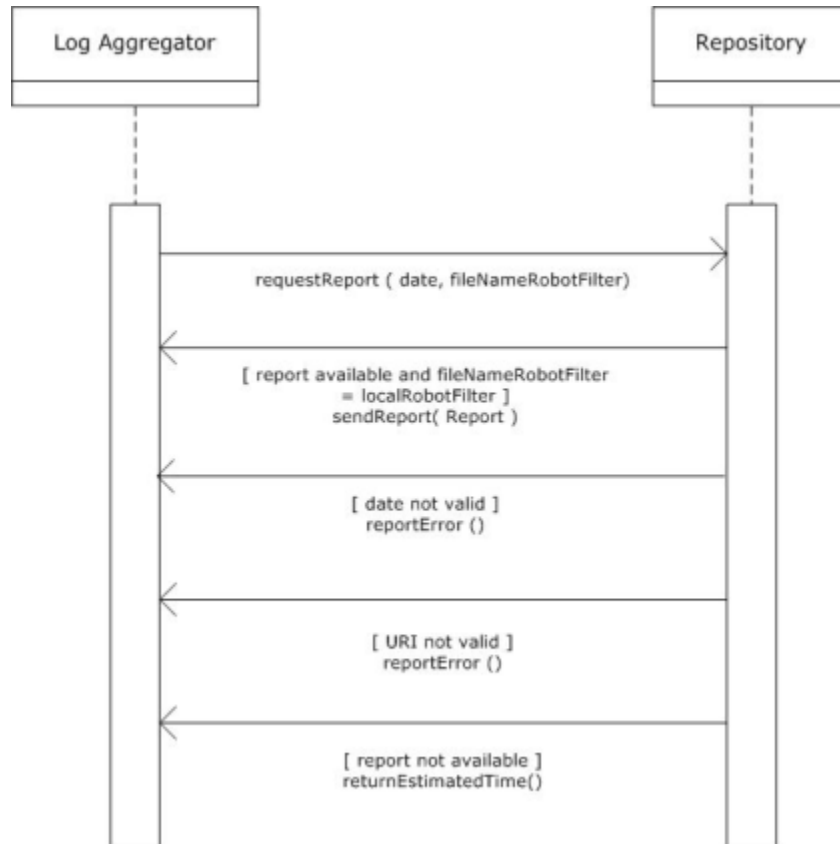 Log Aggregator
Repository
requestReport ( date, fileNameRobotFilter)
[ report available and fileNameRobotFilter
= localRobotFilter ]
sendReport( Report )
[ date not valid ]
reportError ()
[ URI not valid ]
reportError ()
[ report not available ]
returnEstimatedTime()